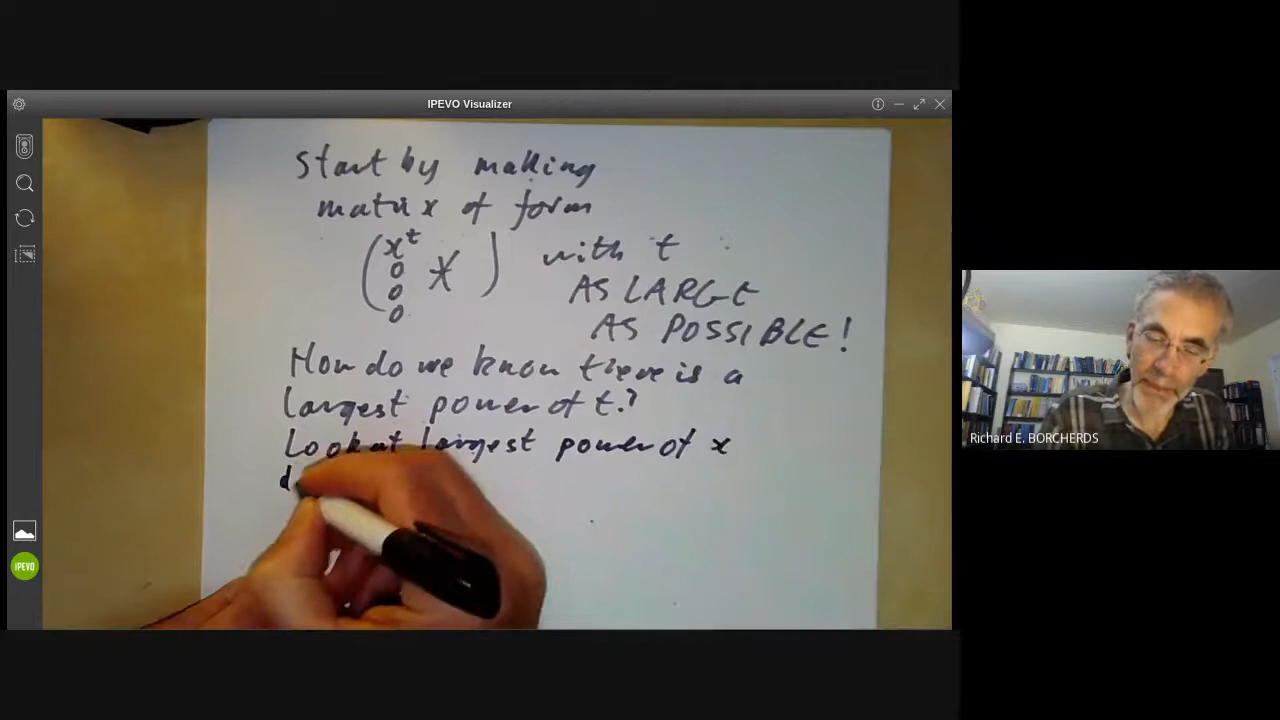 IPEVO Visualizer
Start by making
matrix of form
(x^t 0 0 0 *) with t
AS LARGE
AS POSSIBLE!
How do we know there is a
largest power of t?
Look at largest power of x
d
Richard E. BORCHERDS
iPEVO